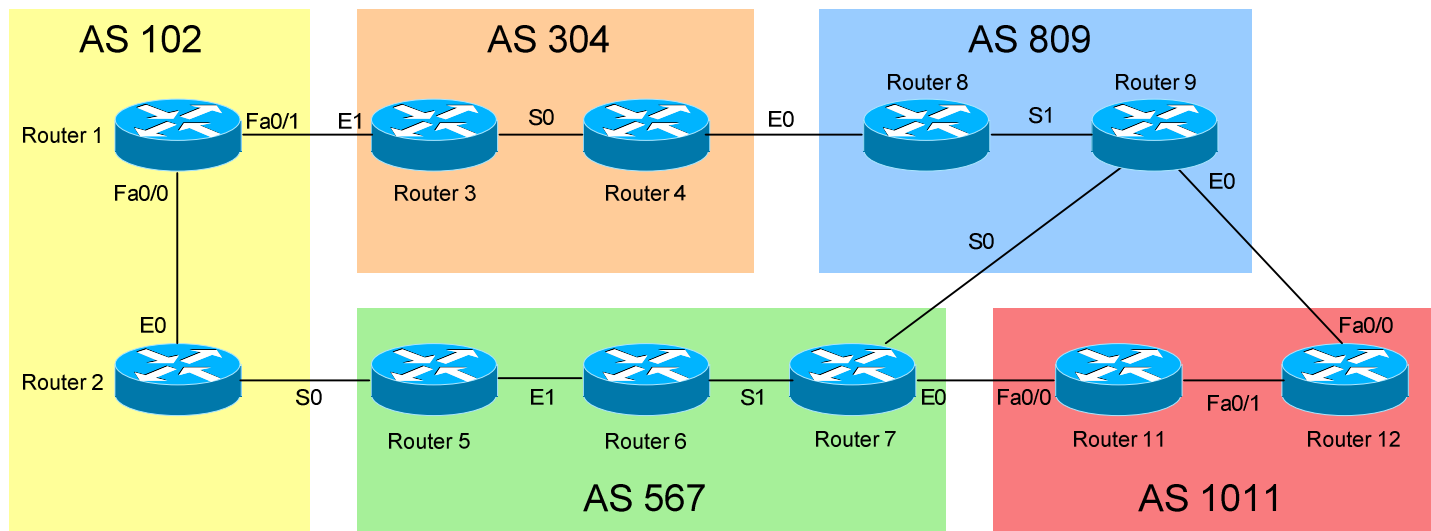 AS 102
AS 304
AS 809
Router 8
Router 9
Router 1
Fa0/1
E1
S0
E0
S1
Fa0/0
Router 3
Router 4
E0
S0
E0
Fa0/0
Router 2
S0
E1
S1
E0
Fa0/0
Fa0/1
Router 5
Router 6
Router 7
Router 11
Router 12
AS 567
AS 1011